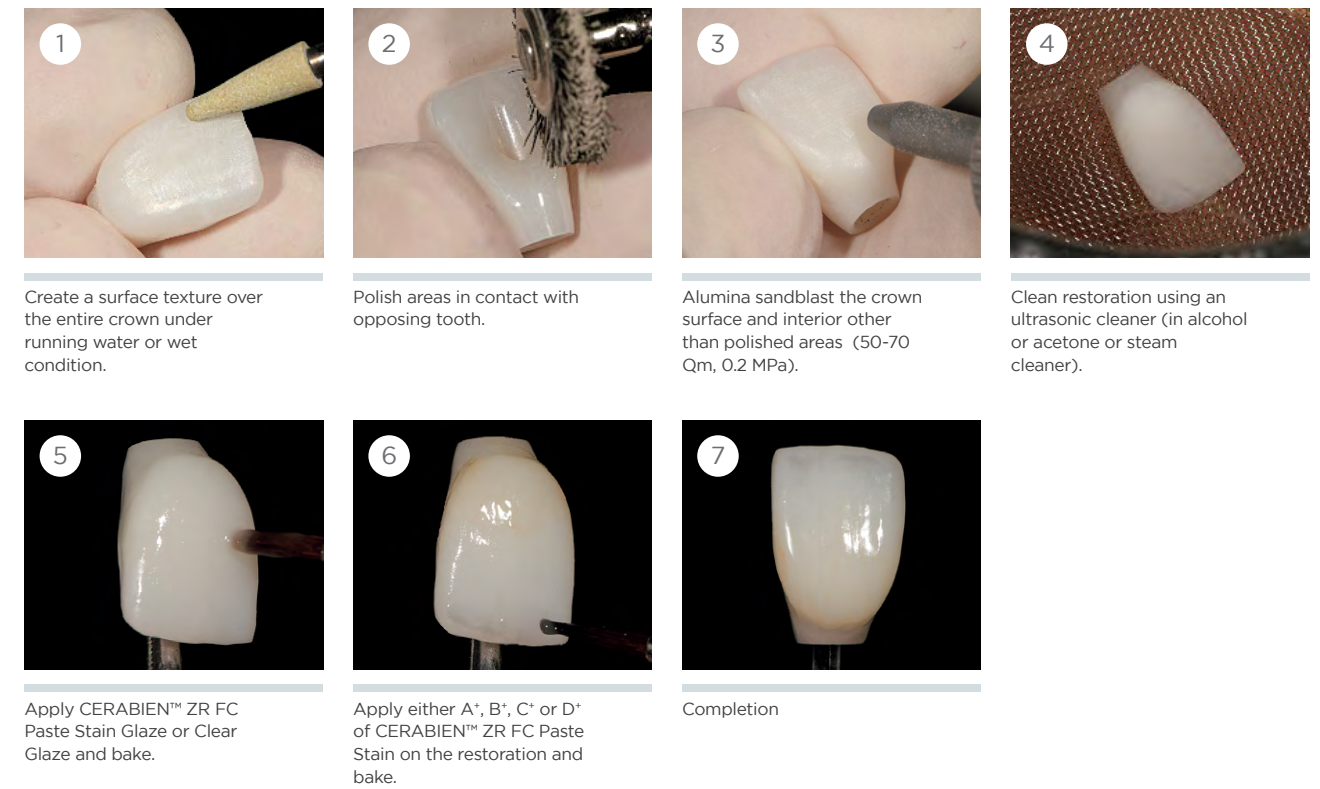 1
2
3
4
Create a surface texture over
the entire crown under
running water or wet
condition.
Polish areas in contact with
opposing tooth.
Alumina sandblast the crown
surface and interior other
than polished areas  (50-70
Qm, 0.2 MPa).
Clean restoration using an
ultrasonic cleaner (in alcohol
or acetone or steam
cleaner).
5
6
7
Apply CERABIEN™ ZR FC
Paste Stain Glaze or Clear
Glaze and bake.
Apply either A⁺, B⁺, C⁺ or D⁺
of CERABIEN™ ZR FC Paste
Stain on the restoration and
bake.
Completion